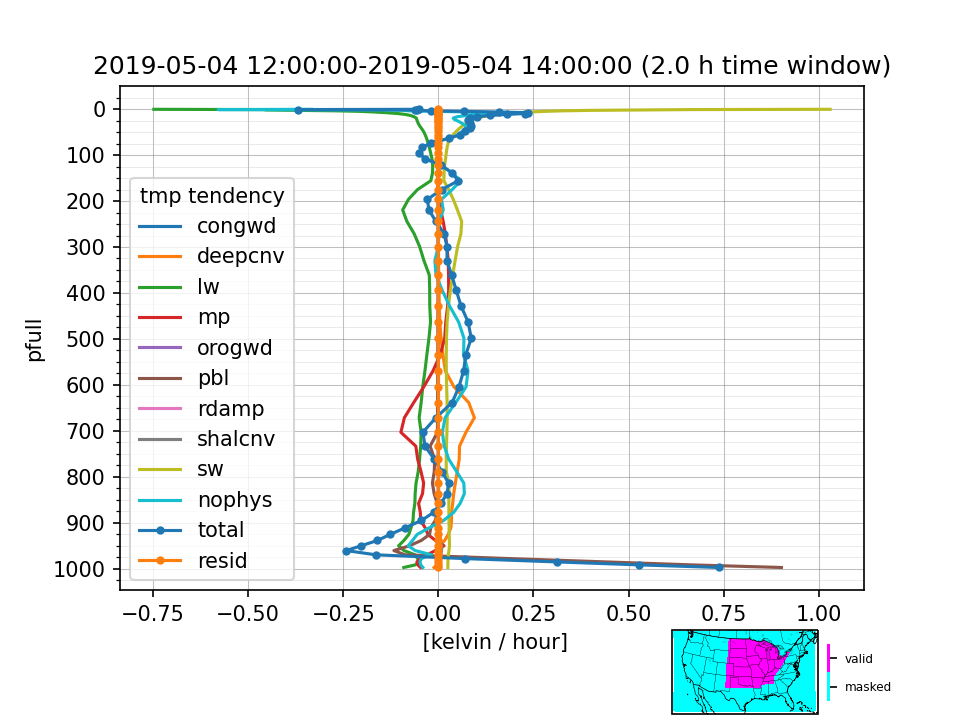 2019-05-04 12:00:00-2019-05-04 14:00:00 (2.0 h time window)
0
100
200
300
400
500
600
700
800
900
1000
pfull
tmp tendency
congwd
deepcnv
lw
mp
orogwd
pbl
rdamp
shalcnv
sw
nophys
total
resid
−0.75
−0.50
−0.25
0.00
0.25
0.50
0.75
1.00
[kelvin / hour]
valid
masked